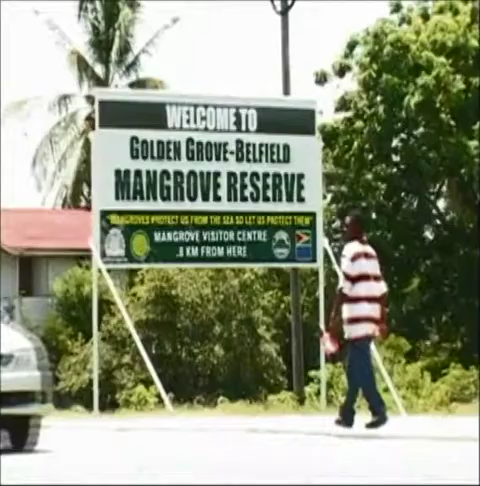 WELCOME TO
GOLDEN GROVE-BELFIELD
MANGROVE RESERVE
"MANGROVES PROTECT US FROM THE SEA SO LET US PROTECT THEM"
MANGROVE VISITOR CENTRE
.8 KM FROM HERE